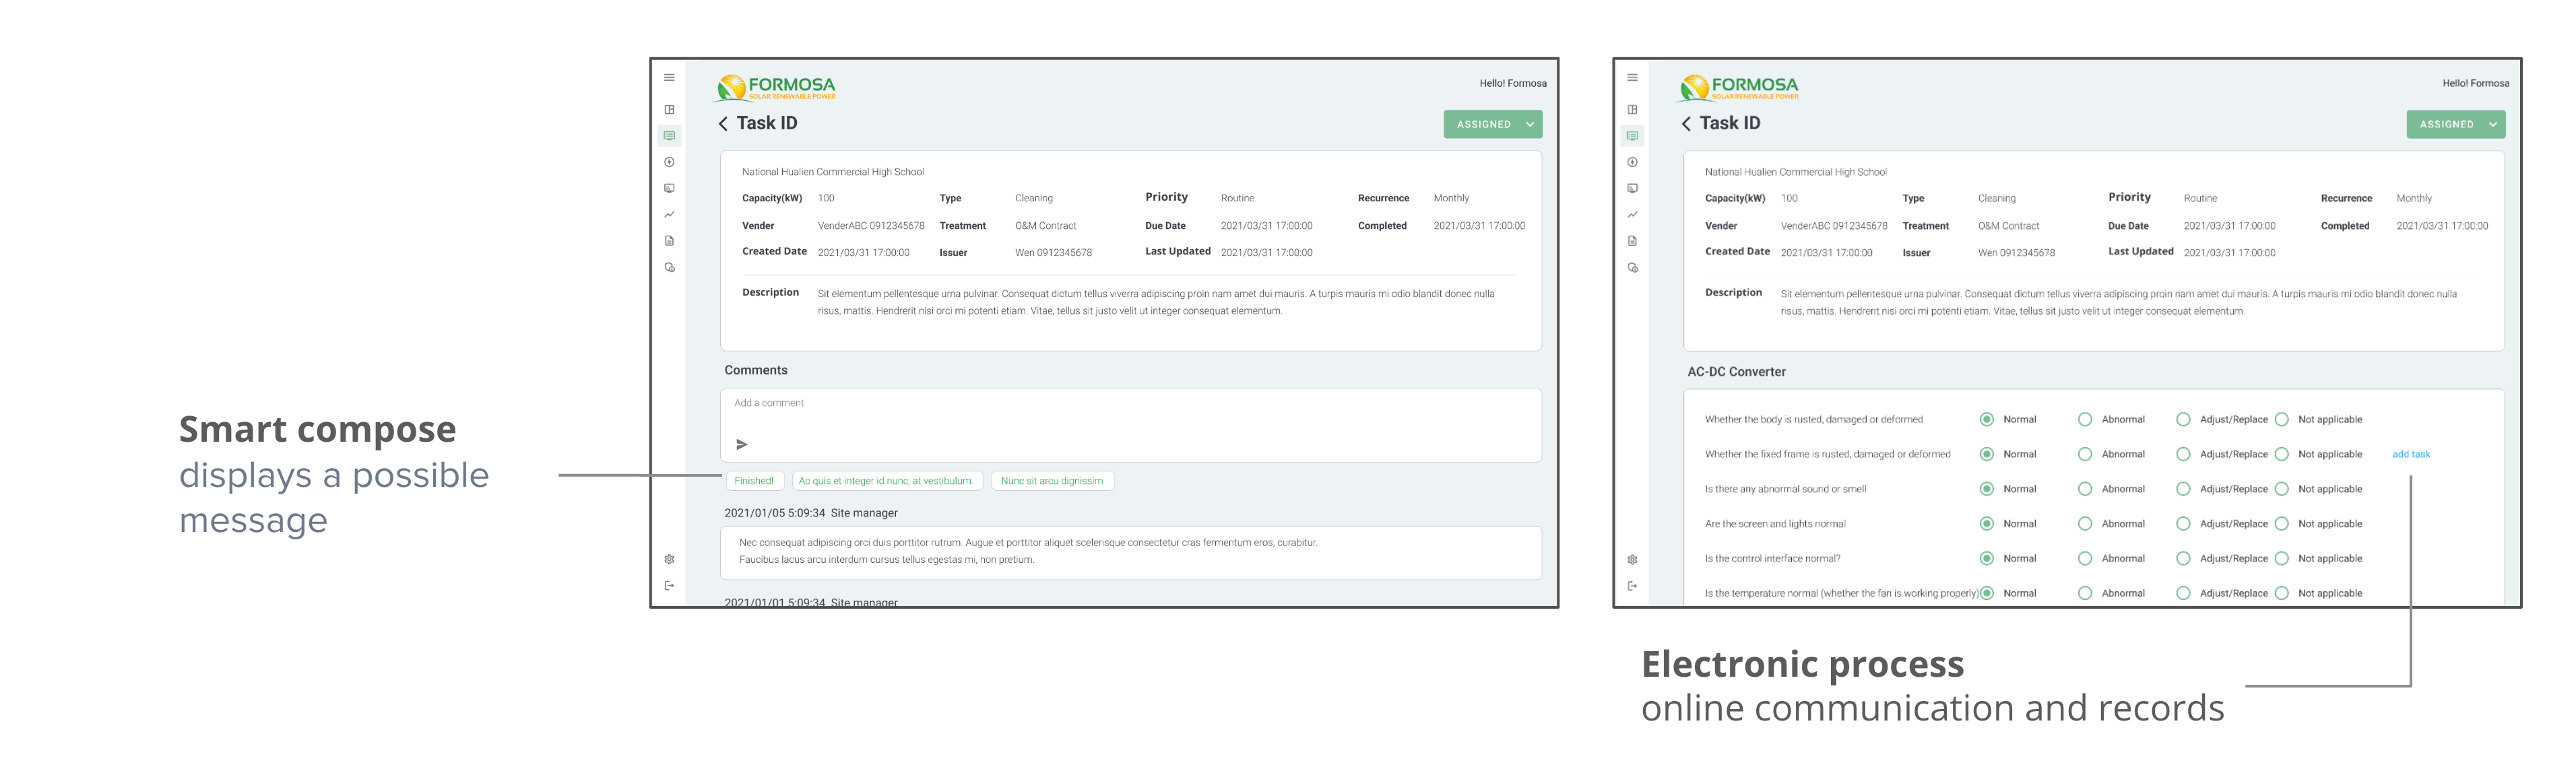 Smart compose
displays a possible
message
FORMOSA
SOLAR RENEWABLE POWER
Hello! Formosa
Task ID
ASSIGNED
National Hualien Commercial High School
Capacity(kW) 100 Type Cleaning Priority Routine Recurrence Monthly
Vender VenderABC 0912345678 Treatment O&M Contract Due Date 2021/03/31 17:00:00 Completed 2021/03/31 17:00:00
Created Date 2021/03/31 17:00:00 Issuer Wen 0912345678 Last Updated 2021/03/31 17:00:00
Description Sit elementum pellentesque urna pulvinar. Consequat dictum tellus viverra adipiscing proin nam amet dui mauris. A turpis mauris mi odio blandit donec nulla
risus, mattis. Hendrerit nisi orci mi potenti etiam. Vitae, tellus sit justo velit ut integer consequat elementum.
Comments
Add a comment
Finished! Ac quis et integer id nunc, at vestibulum. Nunc sit arcu dignissim
2021/01/05 5:09:34 Site manager
Nec consequat adipiscing orci duis porttitor rutrum. Augue et porttitor aliquet scelerisque consectetur cras fermentum eros, curabitur.
Faucibus lacus arcu interdum cursus tellus egestas mi, non pretium.
2021/01/01 5:09:34 Site manager
FORMOSA
SOLAR RENEWABLE POWER
Hello! Formosa
Task ID
ASSIGNED
National Hualien Commercial High School
Capacity(kW) 100 Type Cleaning Priority Routine Recurrence Monthly
Vender VenderABC 0912345678 Treatment O&M Contract Due Date 2021/03/31 17:00:00 Completed 2021/03/31 17:00:00
Created Date 2021/03/31 17:00:00 Issuer Wen 0912345678 Last Updated 2021/03/31 17:00:00
Description Sit elementum pellentesque urna pulvinar. Consequat dictum tellus viverra adipiscing proin nam amet dui mauris. A turpis mauris mi odio blandit donec nulla
risus, mattis. Hendrerit nisi orci mi potenti etiam. Vitae, tellus sit justo velit ut integer consequat elementum.
AC-DC Converter
Whether the body is rusted, damaged or deformed Normal Abnormal Adjust/Replace Not applicable
Whether the fixed frame is rusted, damaged or deformed Normal Abnormal Adjust/Replace Not applicable add task
Is there any abnormal sound or smell Normal Abnormal Adjust/Replace Not applicable
Are the screen and lights normal Normal Abnormal Adjust/Replace Not applicable
Is the control interface normal? Normal Abnormal Adjust/Replace Not applicable
Is the temperature normal (whether the fan is working properly) Normal Abnormal Adjust/Replace Not applicable
Electronic process
online communication and records